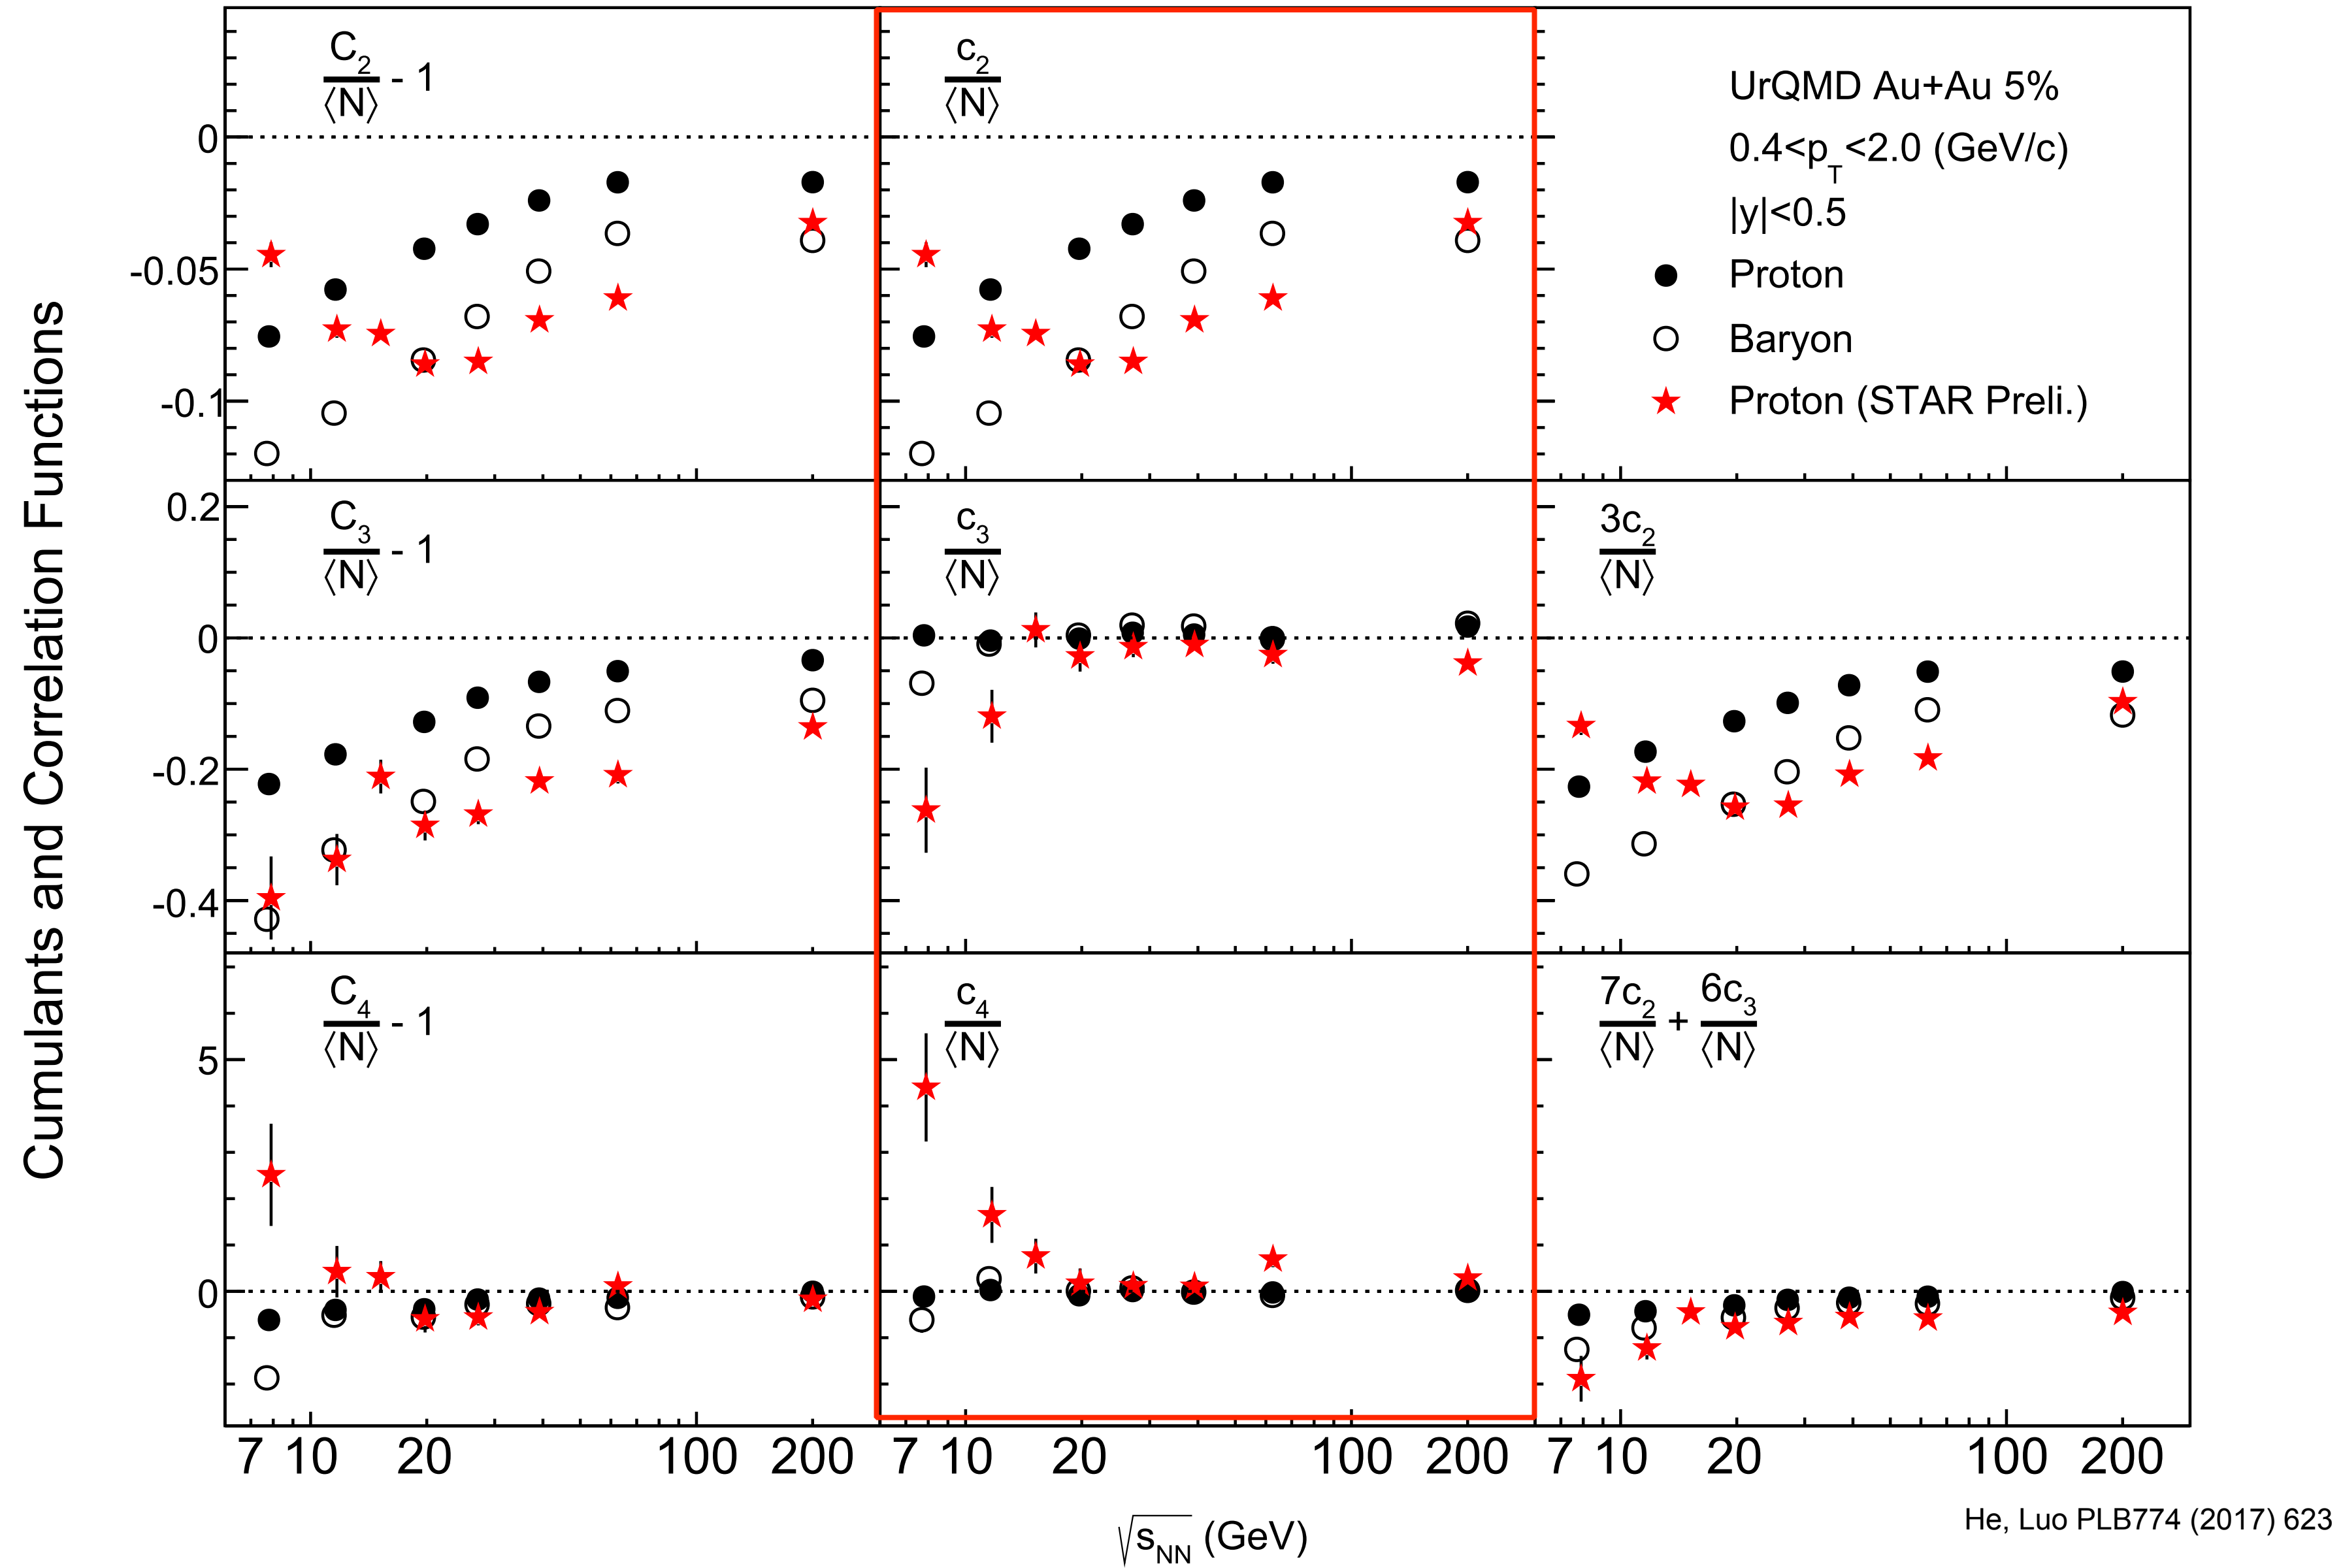 Cumulants and Correlation Functions
C2/⟨N⟩ - 1
c2/⟨N⟩
UrQMD Au+Au 5%
0.4<pT<2.0 (GeV/c)
|y|<0.5
Proton
Baryon
Proton (STAR Preli.)
0
-0.05
-0.1
C3/⟨N⟩ - 1
c3/⟨N⟩
3c2/⟨N⟩
0.2
0
-0.2
-0.4
C4/⟨N⟩ - 1
c4/⟨N⟩
7c2/⟨N⟩ + 6c3/⟨N⟩
5
0
7 10 20 100 200 7 10 20 100 200 7 10 20 100 200
√sNN (GeV)
He, Luo PLB774 (2017) 623